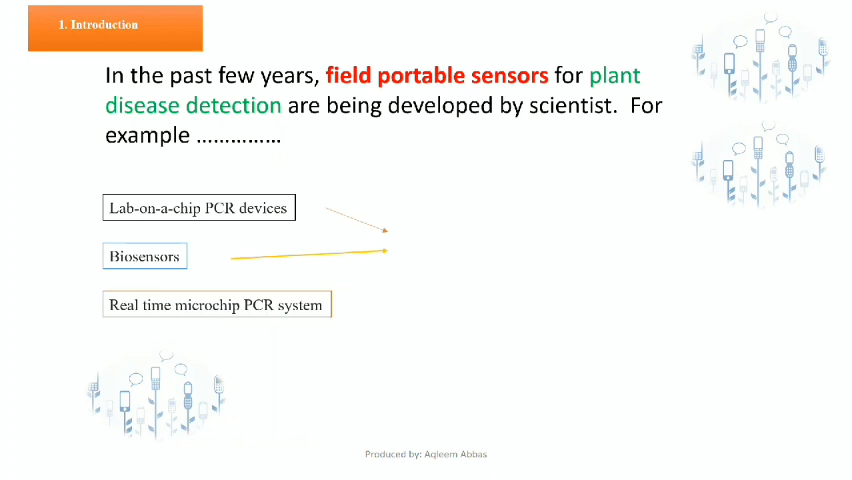 1. Introduction
In the past few years, field portable sensors for plant
disease detection are being developed by scientist. For
example ……………
Lab-on-a-chip PCR devices
Biosensors
Real time microchip PCR system
Produced by: Aqleem Abbas